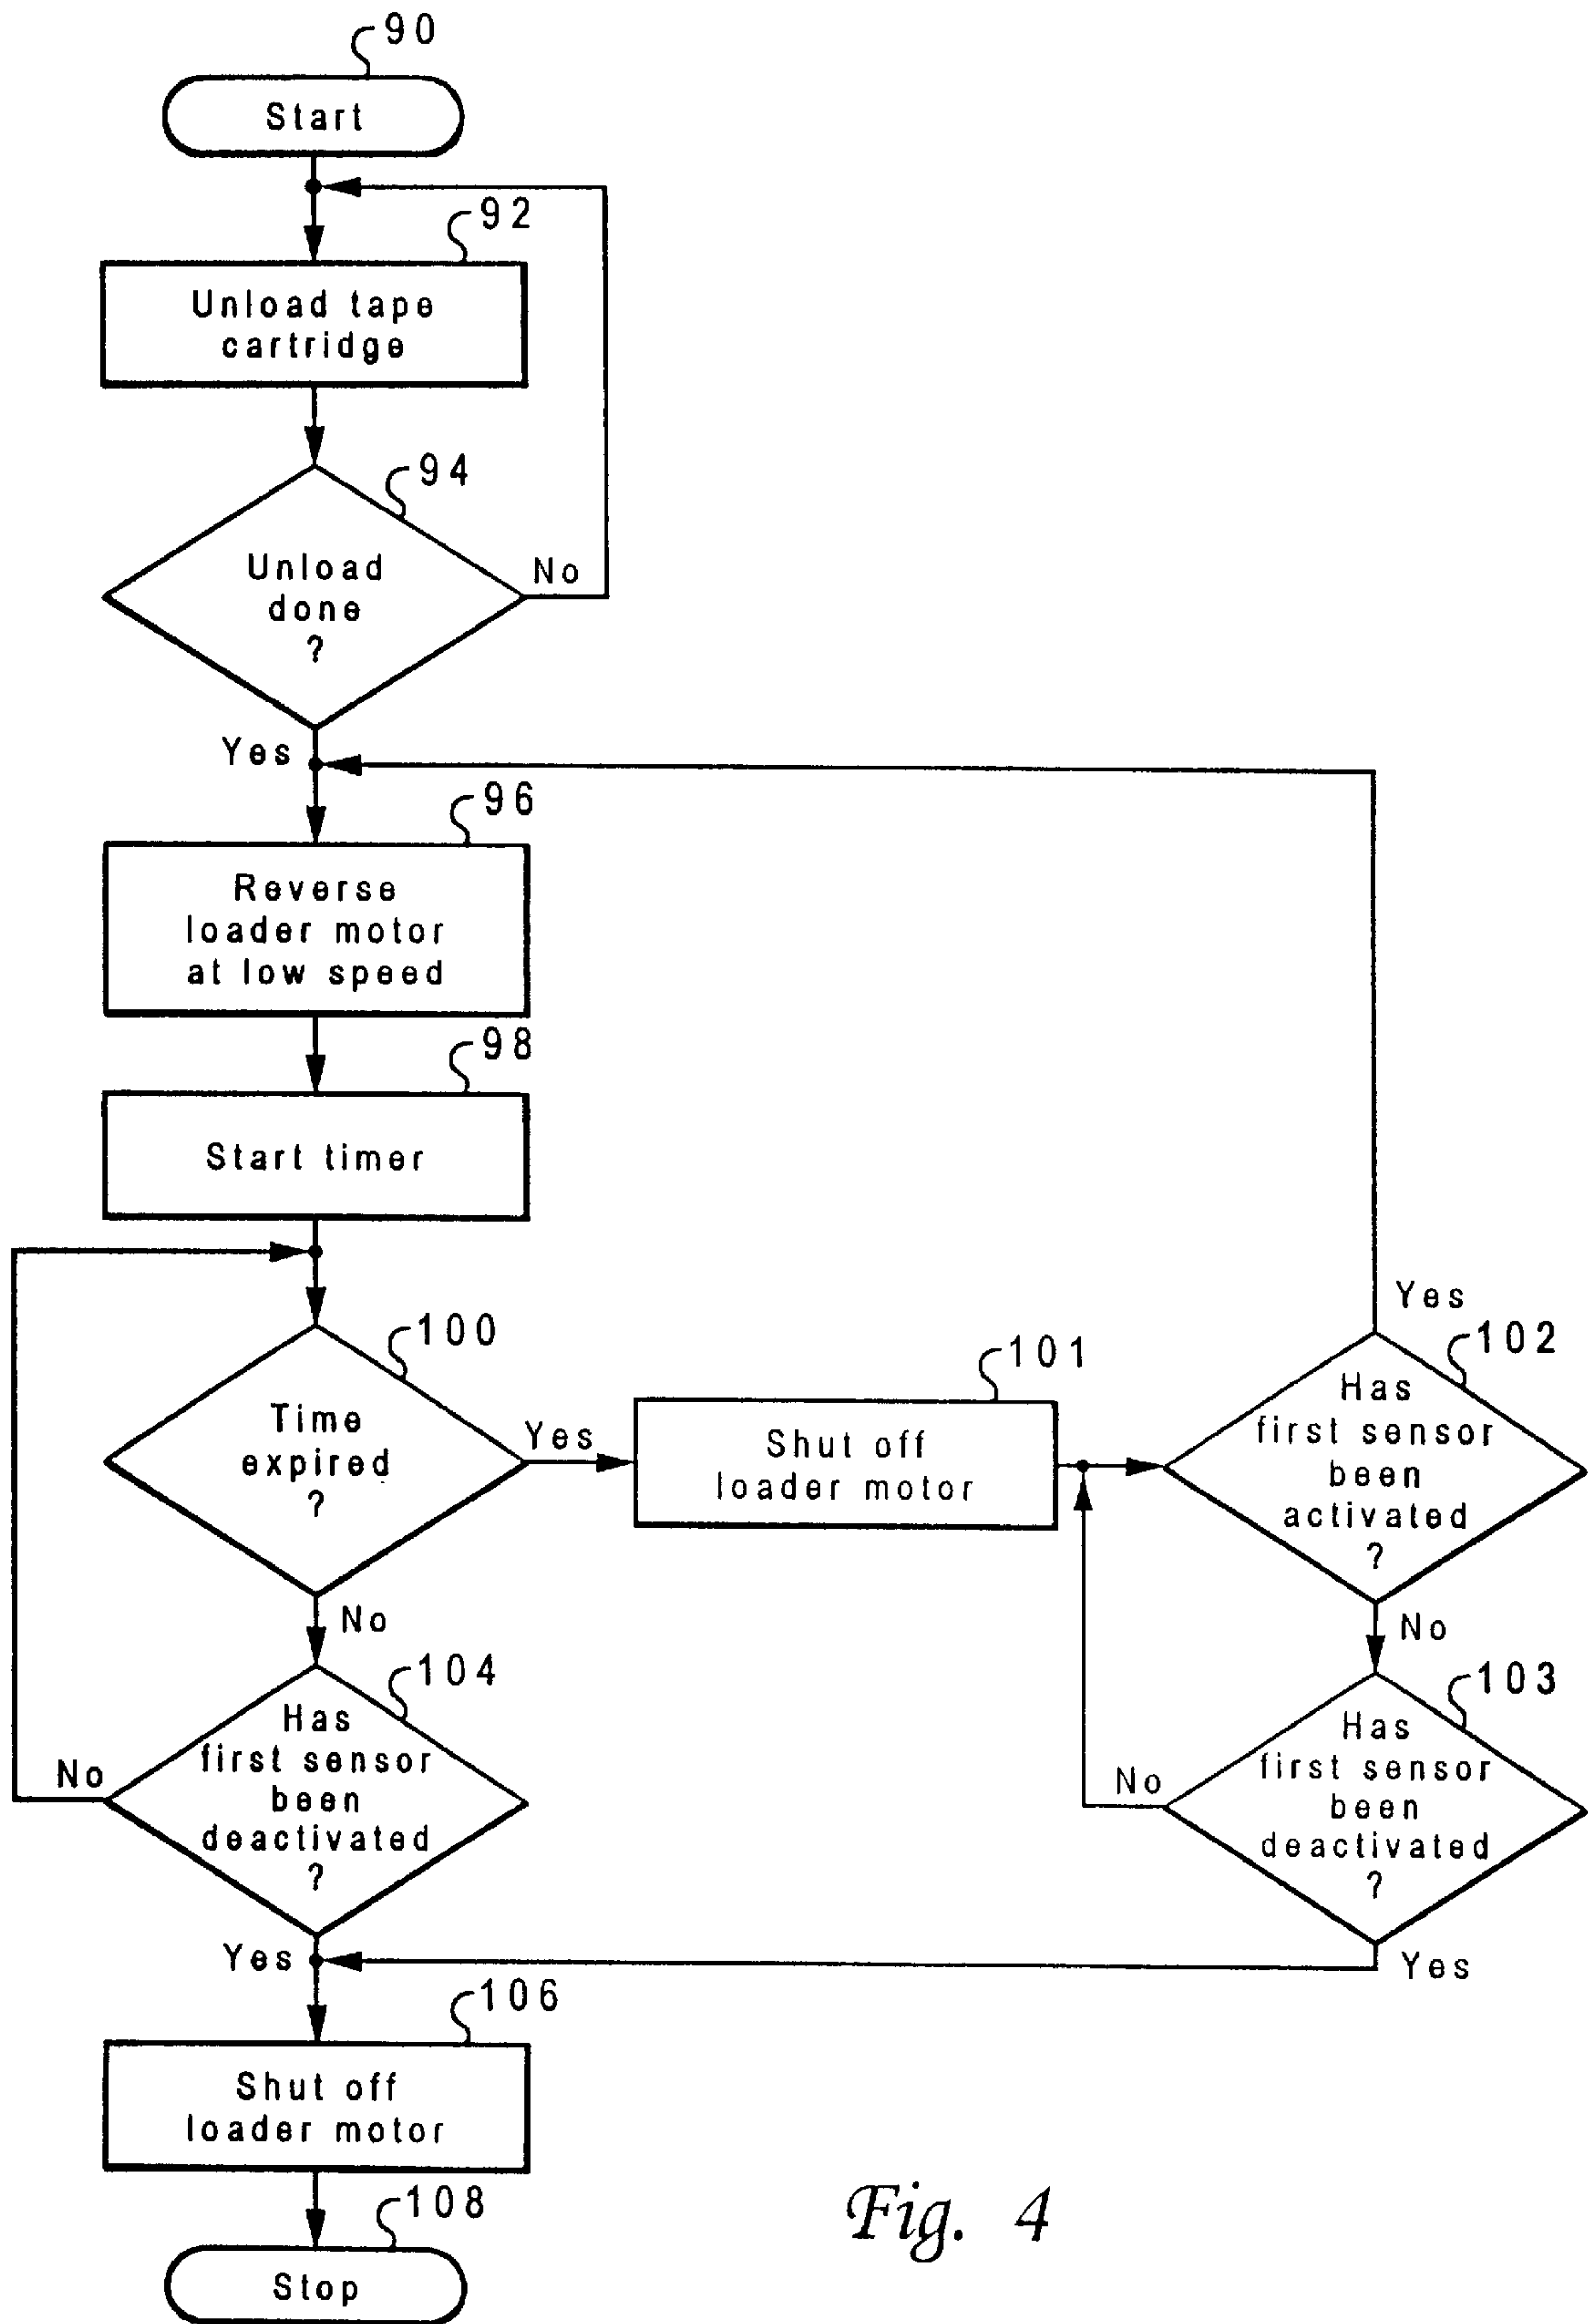 90
Start
92
Unload tape
cartridge
94
Unload
done
?
No
Yes
96
Reverse
loader motor
at low speed
98
Start timer
100
Time
expired
?
Yes
No
101
Shut off
loader motor
Yes
102
Has
first sensor
been
activated
?
No
104
Has
first sensor
been
deactivated
?
No
Yes
103
Has
first sensor
been
deactivated
?
No
Yes
106
Shut off
loader motor
108
Stop
Fig. 4